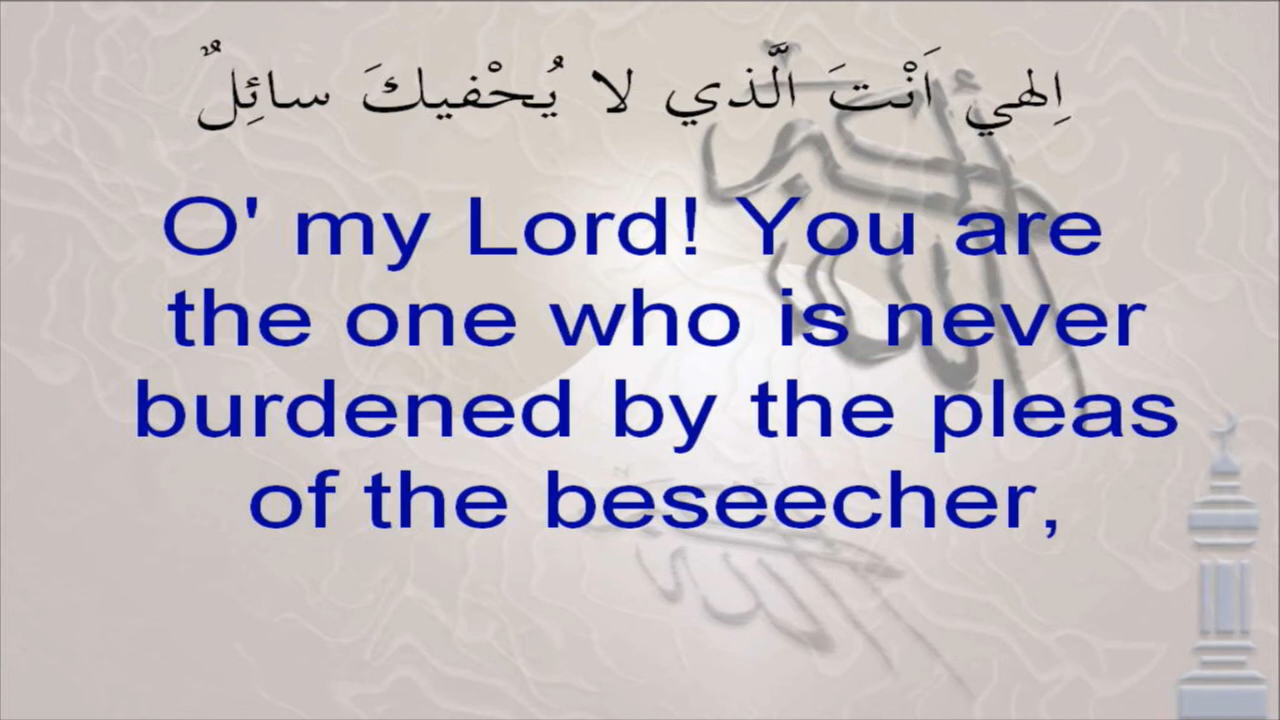 اِلهي اَنْتَ الَّذي لا يُحْفيكَ سائِلٌ
O' my Lord! You are
the one who is never
burdened by the pleas
of the beseecher,